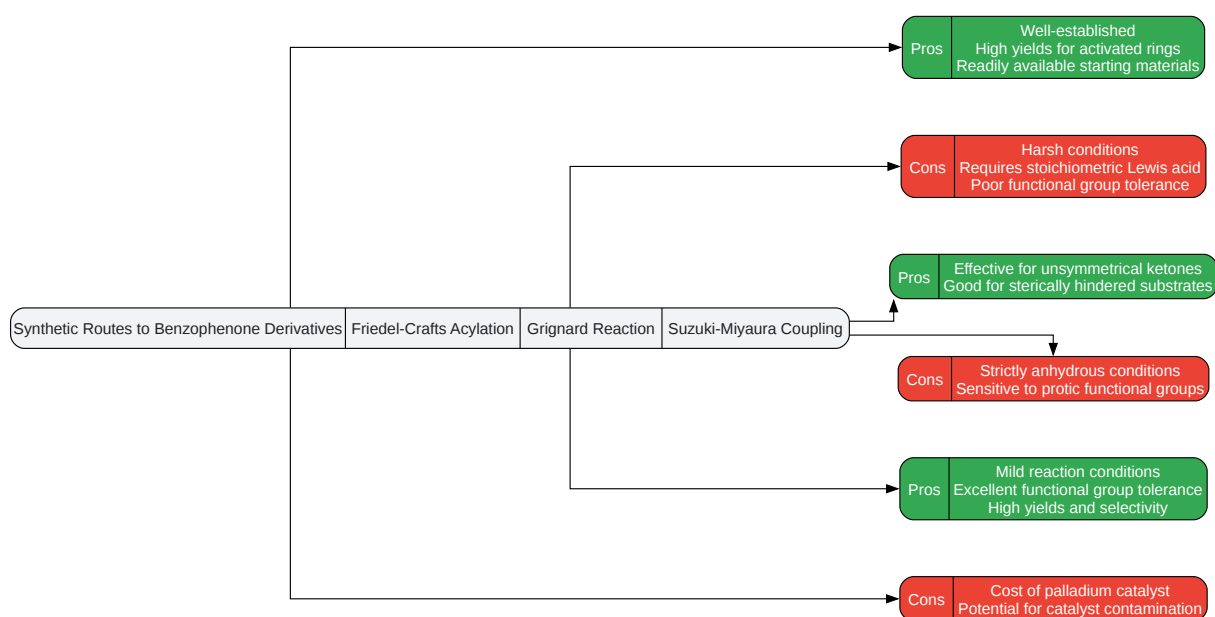 Pros
Well-established
High yields for activated rings
Readily available starting materials
Cons
Harsh conditions
Requires stoichiometric Lewis acid
Poor functional group tolerance
Pros
Effective for unsymmetrical ketones
Good for sterically hindered substrates
Synthetic Routes to Benzophenone Derivatives
Friedel-Crafts Acylation
Grignard Reaction
Suzuki-Miyaura Coupling
Cons
Strictly anhydrous conditions
Sensitive to protic functional groups
Pros
Mild reaction conditions
Excellent functional group tolerance
High yields and selectivity
Cons
Cost of palladium catalyst
Potential for catalyst contamination